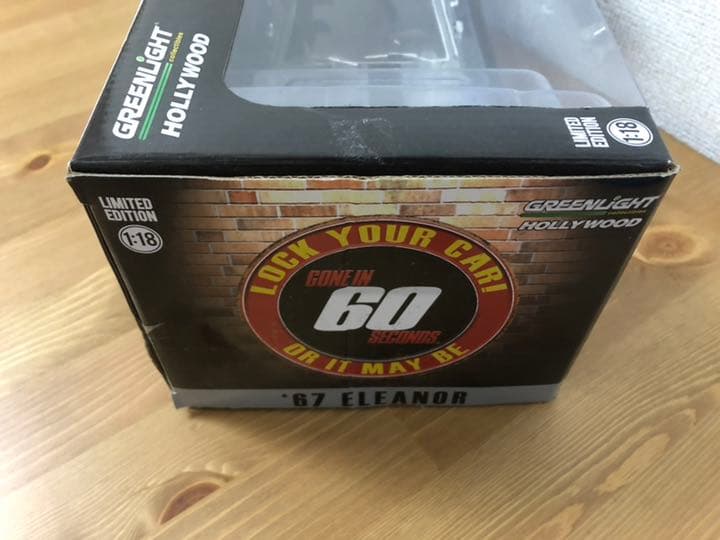 GREENLIGHT
collectibles
HOLLYWOOD
LIMITED
EDITION
1:18
LIMITED
EDITION
1:18
GREENLIGHT
collectibles
HOLLYWOOD
LOCK YOUR CAR!
GONE IN
60
SECONDS
OR IT MAY BE
'67 ELEANOR